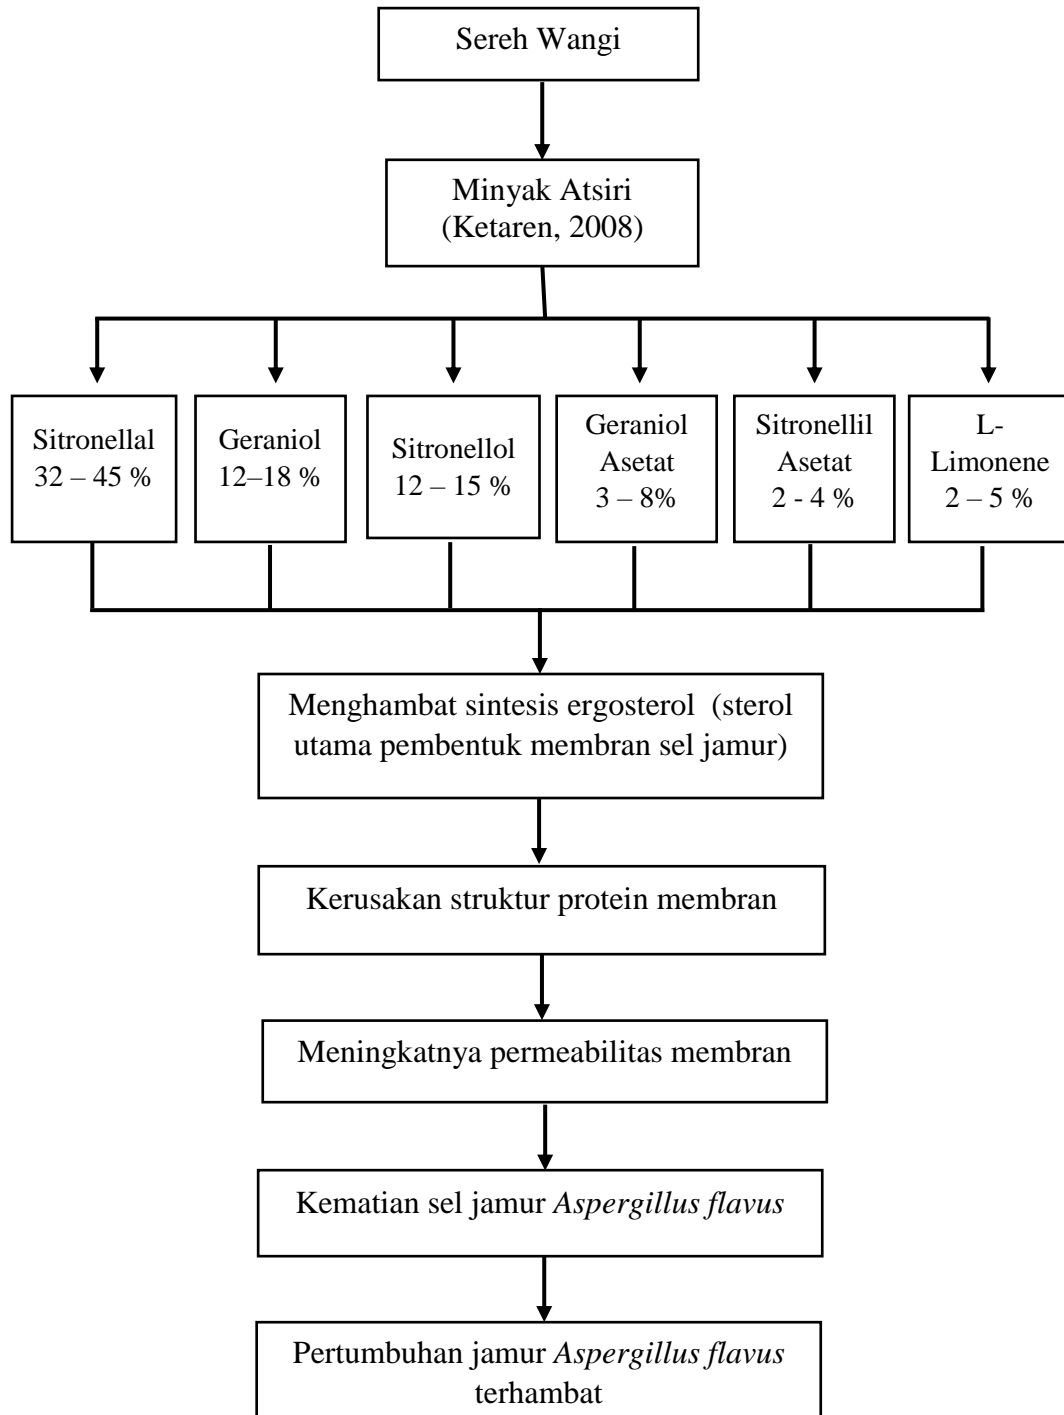 Sereh Wangi
Minyak Atsiri
(Ketaren, 2008)
Sitronellal
32 – 45 %
Geraniol
12–18 %
Sitronellol
12 – 15 %
Geraniol
Asetat
3 – 8%
Sitronellil
Asetat
2 - 4 %
L-
Limonene
2 – 5 %
Menghambat sintesis ergosterol (sterol
utama pembentuk membran sel jamur)
Kerusakan struktur protein membran
Meningkatnya permeabilitas membran
Kematian sel jamur Aspergillus flavus
Pertumbuhan jamur Aspergillus flavus
terhambat